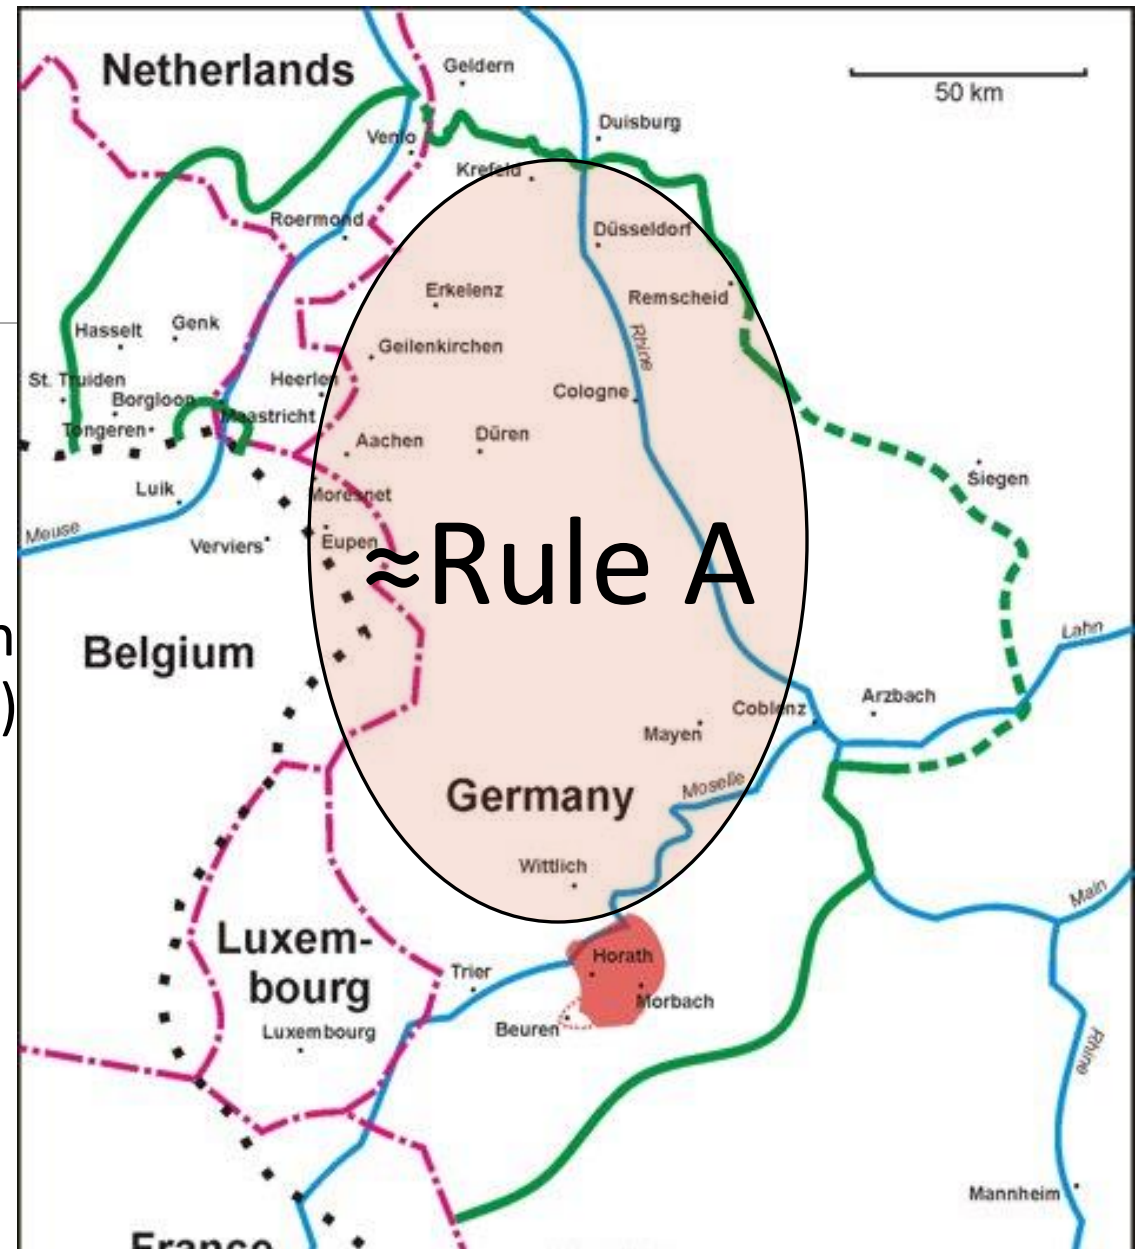 Netherlands
Geldern
50 km
Duisburg
Venlo
Krefeld
Roermond
Düsseldorf
Erkelenz
Remscheid
Hasselt
Genk
Rhine
Geilenkirchen
St. Truiden
Heerlen
Borgloon
Cologne
Maastricht
Tongeren
Aachen
Düren
Siegen
Luik
Moresnet
Meuse
Verviers
Eupen
≈Rule A
n
Belgium
Lahn
)
Coblenz
Arzbach
Mayen
Moselle
Germany
Wittlich
Main
Luxem-
bourg
Trier
Horath
Morbach
Luxembourg
Beuren
Rhine
Mannheim
France